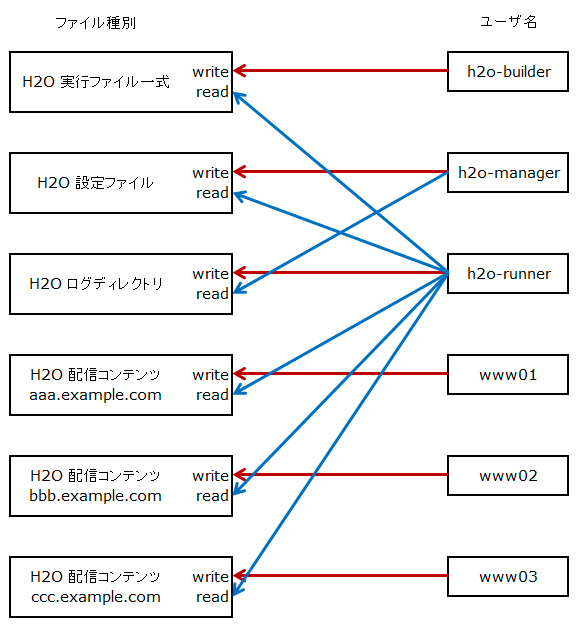 ファイル種別 ユーザ名
H2O 実行ファイル一式 write h2o-builder
read
H2O 設定ファイル write h2o-manager
read
H2O ログディレクトリ write h2o-runner
read
H2O 配信コンテンツ write www01
aaa.example.com read
H2O 配信コンテンツ write www02
bbb.example.com read
H2O 配信コンテンツ write www03
ccc.example.com read